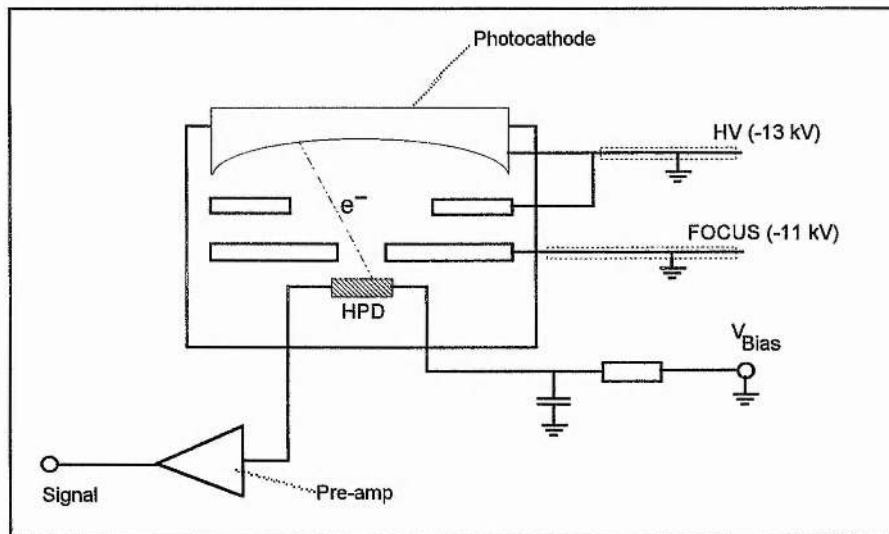 Photocathode
HV (-13 kV)
e⁻
FOCUS (-11 kV)
HPD
V_Bias
Signal
Pre-amp